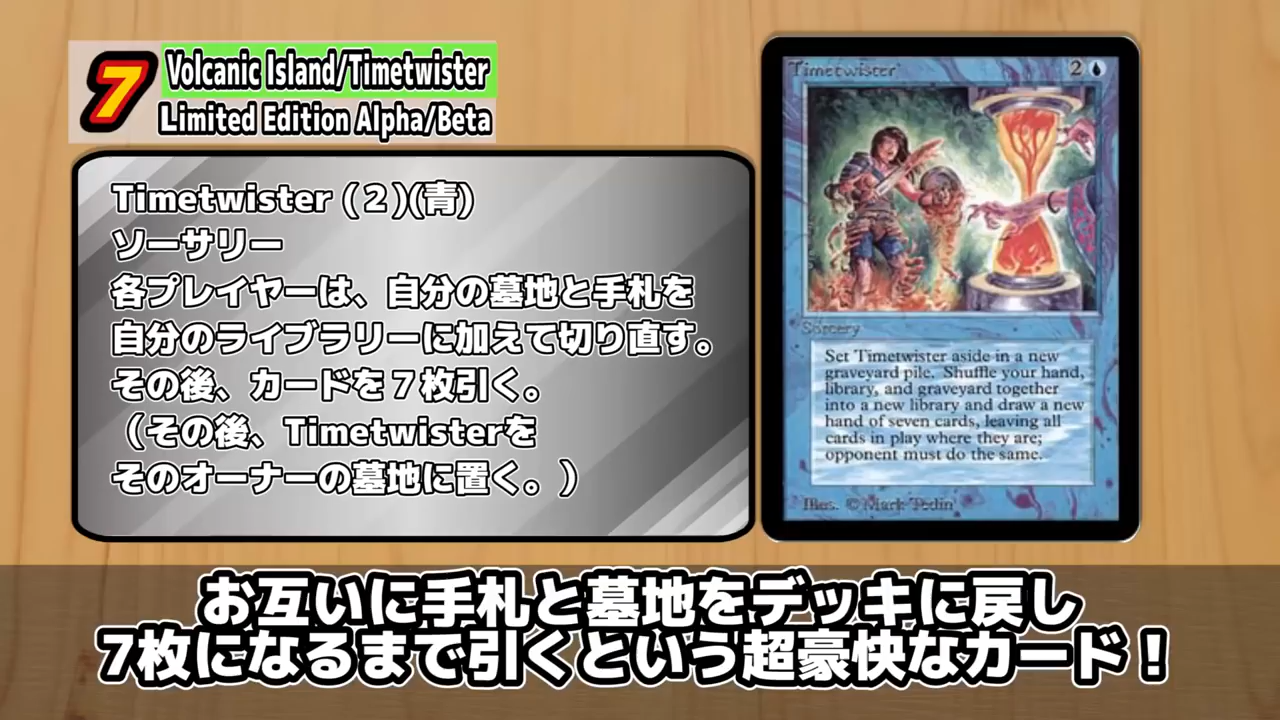 7
Volcanic Island/Timetwister
Limited Edition Alpha/Beta
Timetwister (２)(青)
ソーサリー
各プレイヤーは、自分の墓地と手札を
自分のライブラリーに加えて切り直す。
その後、カードを７枚引く。
（その後、Timetwisterを
そのオーナーの墓地に置く。）
Timetwister 2
Sorcery
Set Timetwister aside in a new
graveyard pile. Shuffle your hand,
library, and graveyard together
into a new library and draw a new
hand of seven cards, leaving all
cards in play where they are;
opponent must do the same.
Illus. © Mark Tedin
お互いに手札と墓地をデッキに戻し
7枚になるまで引くという超豪快なカード！